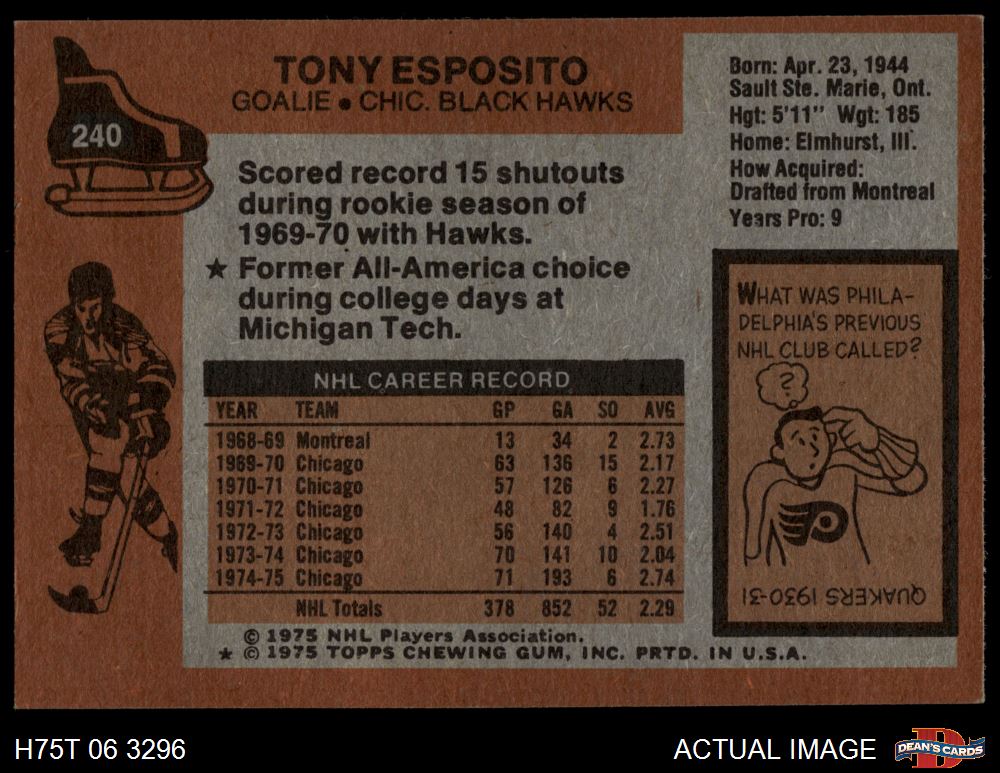 240
TONY ESPOSITO
GOALIE • CHIC. BLACK HAWKS
Born: Apr. 23, 1944
Sault Ste. Marie, Ont.
Hgt: 5'11" Wgt: 185
Home: Elmhurst, Ill.
How Acquired:
Drafted from Montreal
Years Pro: 9
Scored record 15 shutouts
during rookie season of
1969-70 with Hawks.
★ Former All-America choice
during college days at
Michigan Tech.
NHL CAREER RECORD
YEAR TEAM GP GA SO AVG
1968-69 Montreal 13 34 2 2.73
1969-70 Chicago 63 136 15 2.17
1970-71 Chicago 57 126 6 2.27
1971-72 Chicago 48 82 9 1.76
1972-73 Chicago 56 140 4 2.51
1973-74 Chicago 70 141 10 2.04
1974-75 Chicago 71 193 6 2.74
NHL Totals 378 852 52 2.29
WHAT WAS PHILA-
DELPHIA'S PREVIOUS
NHL CLUB CALLED?
?
QUAKERS 1930-31
© 1975 NHL Players Association.
★ © 1975 TOPPS CHEWING GUM, INC. PRTD. IN U.S.A.
H75T 06 3296
ACTUAL IMAGE
D
DEAN'S CARDS